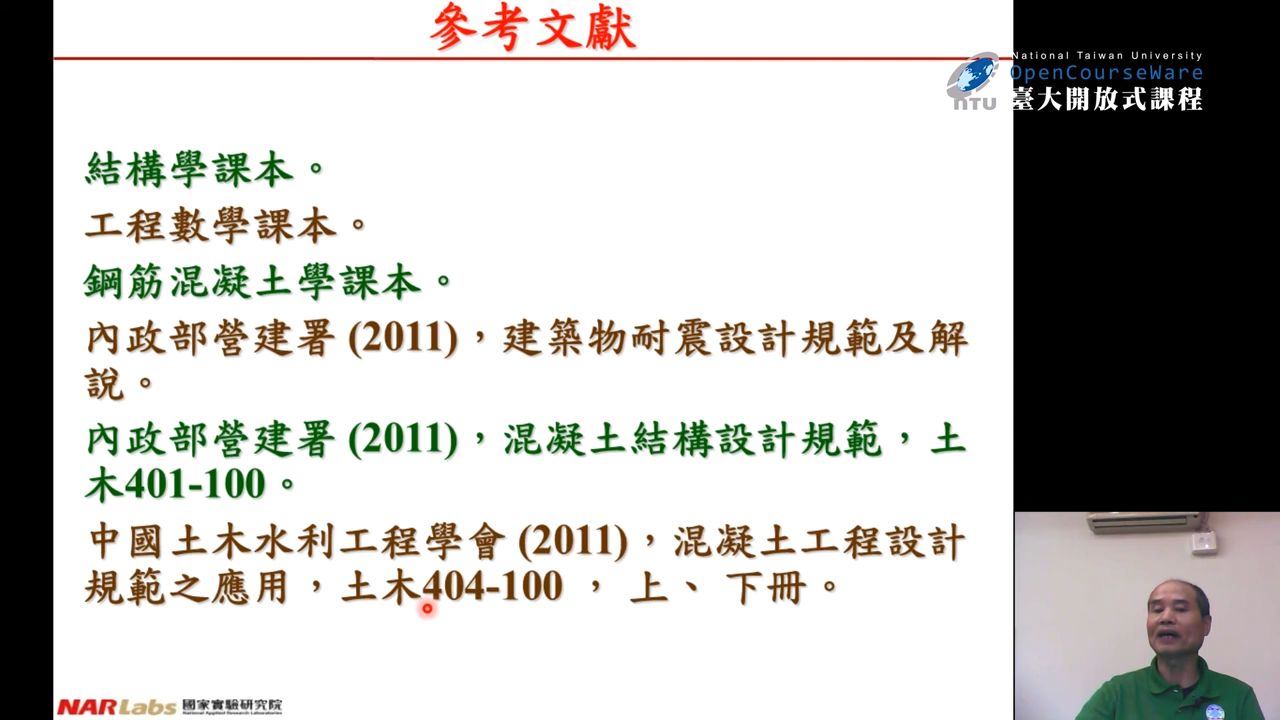 參考文獻
National Taiwan University
OpenCourseWare
NTU
臺大開放式課程
結構學課本。
工程數學課本。
鋼筋混凝土學課本。
內政部營建署 (2011)，建築物耐震設計規範及解
說。
內政部營建署 (2011)，混凝土結構設計規範，土
木401-100。
中國土木水利工程學會 (2011)，混凝土工程設計
規範之應用，土木404-100 ， 上、 下冊。
NARLabs 國家實驗研究院
National Applied Research Laboratories